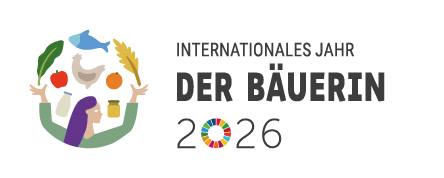 INTERNATIONALES JAHR
DER BÄUERIN
2026